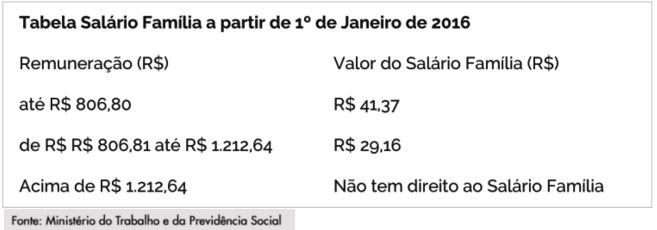 Tabela Salário Família a partir de 1º de Janeiro de 2016
Remuneração (R$) Valor do Salário Família (R$)
até R$ 806,80 R$ 41,37
de R$ R$ 806,81 até R$ 1.212,64 R$ 29,16
Acima de R$ 1.212,64 Não tem direito ao Salário Família
Fonte: Ministério do Trabalho e da Previdência Social